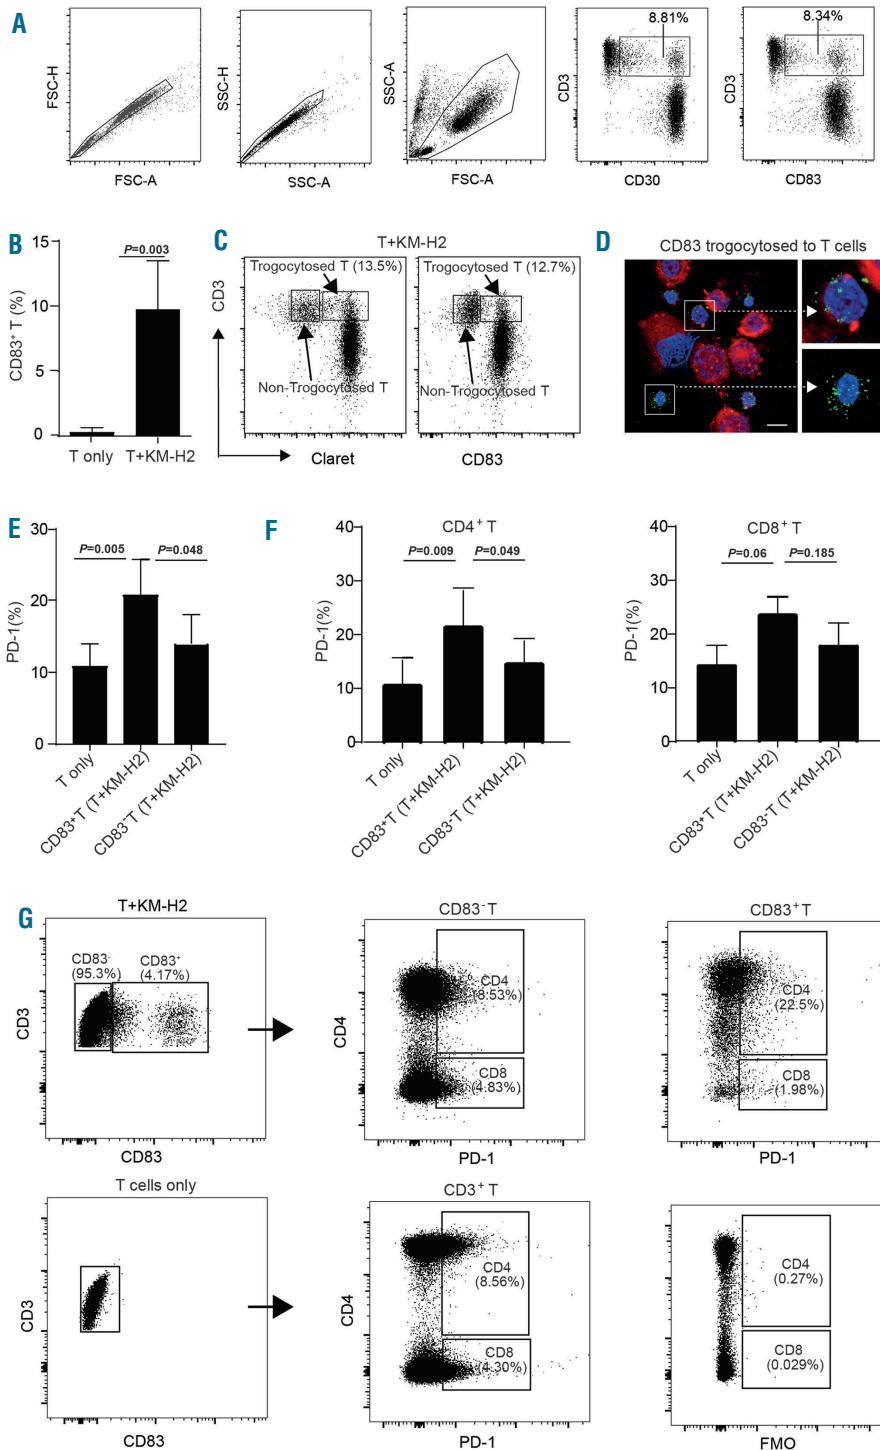 A
FSC-H
FSC-A
SSC-H
SSC-A
SSC-A
FSC-A
8.81%
CD3
CD30
8.34%
CD3
CD83
B
CD83⁺ T (%)
15
10
5
0
P=0.003
T only
T+KM-H2
C
T+KM-H2
CD3
Trogocytosed T (13.5%)
Non-Trogocytosed T
Claret
Trogocytosed T (12.7%)
Non-Trogocytosed T
CD83
D
CD83 trogocytosed to T cells
E
PD-1(%)
30
20
10
0
P=0.005
P=0.048
T only
CD83⁺T (T+KM-H2)
CD83⁻T (T+KM-H2)
F
CD4⁺ T
PD-1(%)
40
30
20
10
0
P=0.009
P=0.049
T only
CD83⁺T (T+KM-H2)
CD83⁻T (T+KM-H2)
CD8⁺ T
PD-1(%)
40
30
20
10
0
P=0.06
P=0.185
T only
CD83⁺T (T+KM-H2)
CD83⁻T (T+KM-H2)
G
T+KM-H2
CD83⁻
(95.3%)
CD83⁺
(4.17%)
CD3
CD83
CD83⁻ T
CD4
CD4
(8.53%)
CD8
(4.83%)
PD-1
CD83⁺ T
CD4
(22.5%)
CD8
(1.98%)
PD-1
T cells only
CD3
CD83
CD3⁺ T
CD4
CD4
(8.56%)
CD8
(4.30%)
PD-1
CD4
(0.27%)
CD8
(0.029%)
FMO